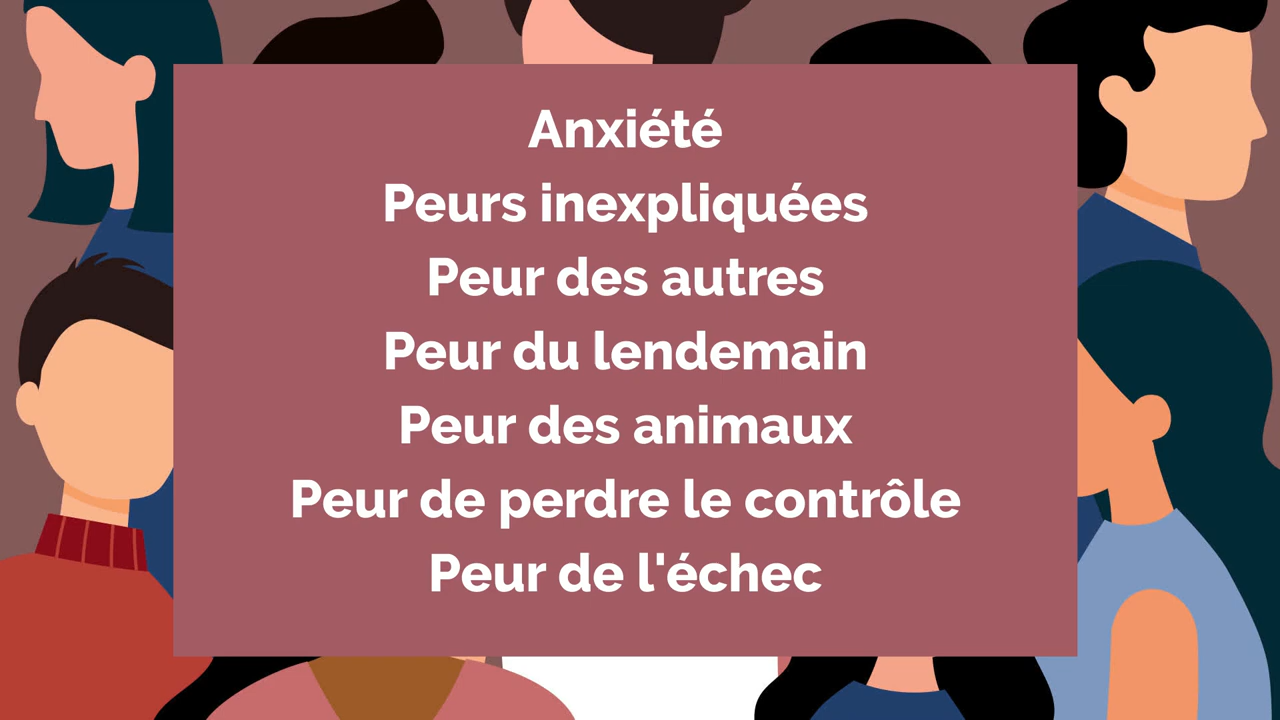 Anxiété
Peurs inexpliquées
Peur des autres
Peur du lendemain
Peur des animaux
Peur de perdre le contrôle
Peur de l'échec